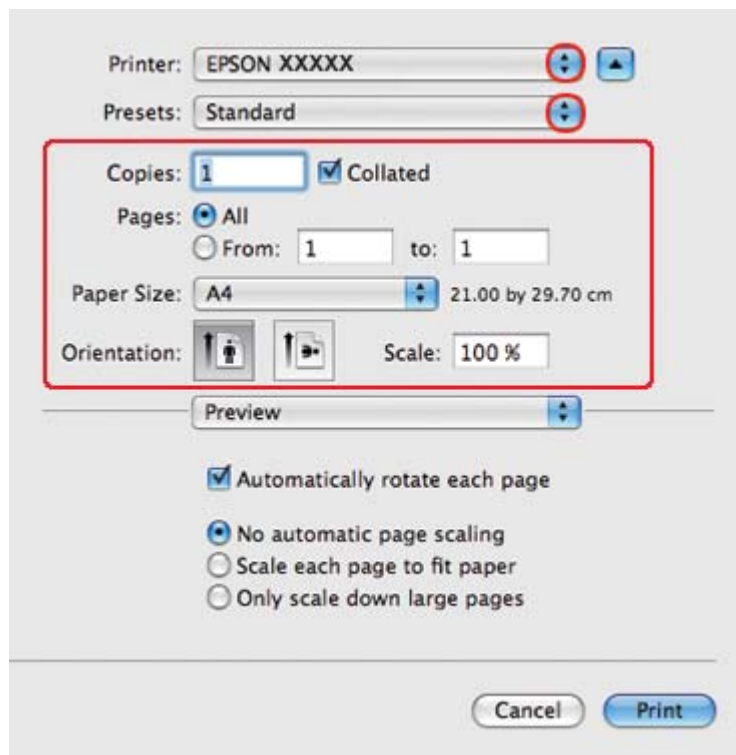 Printer: EPSON XXXXX
Presets: Standard
Copies: 1 Collated
Pages: All
From: 1 to: 1
Paper Size: A4 21.00 by 29.70 cm
Orientation: Scale: 100 %
Preview
Automatically rotate each page
No automatic page scaling
Scale each page to fit paper
Only scale down large pages
Cancel Print